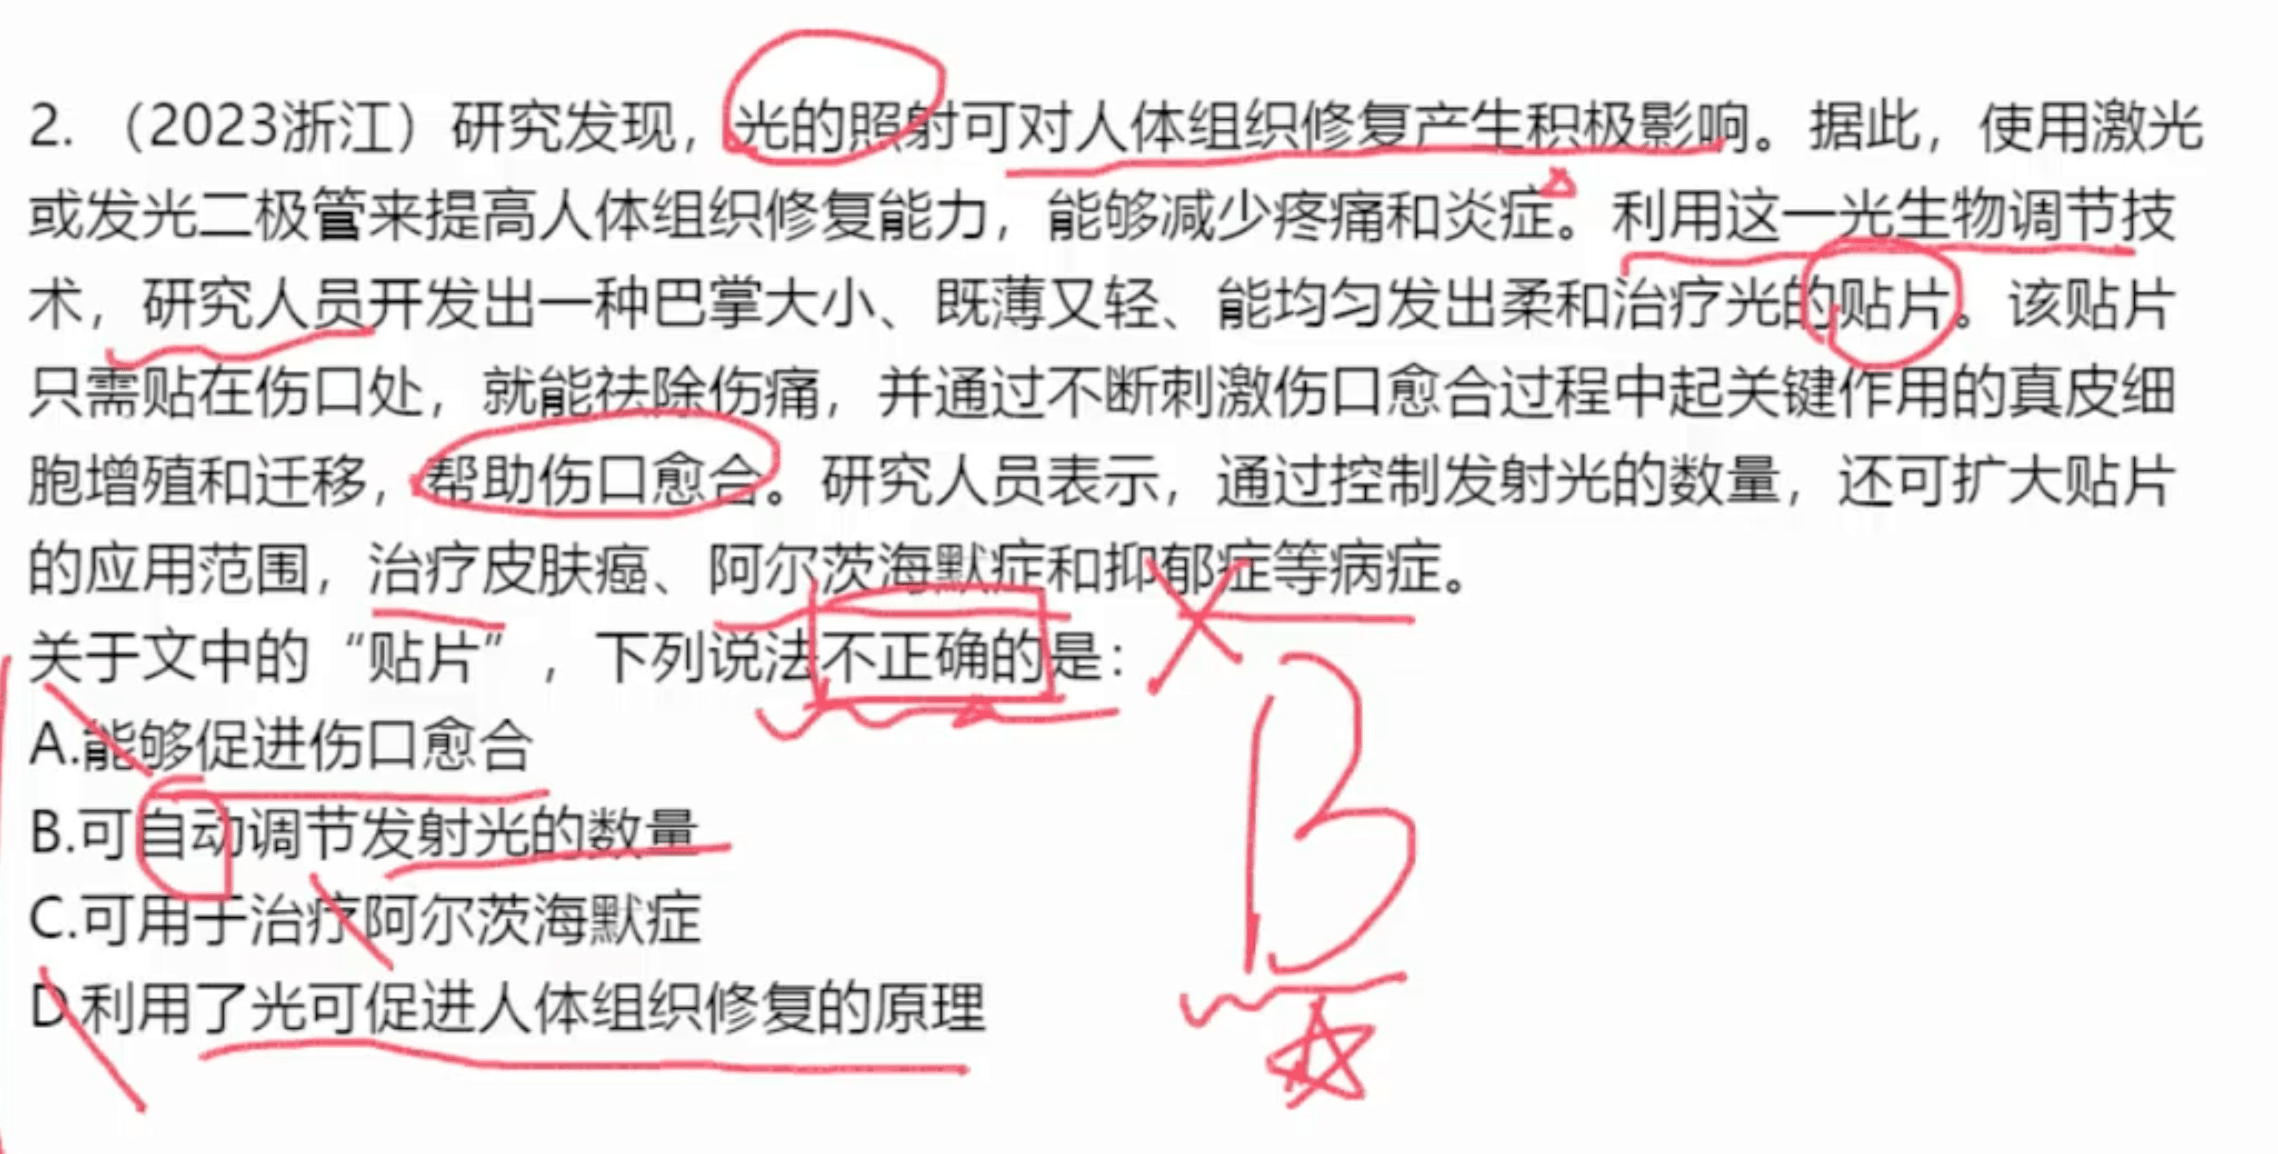 2. （2023浙江）研究发现，光的照射可对人体组织修复产生积极影响。据此，使用激光
或发光二极管来提高人体组织修复能力，能够减少疼痛和炎症。利用这一光生物调节技
术，研究人员开发出一种巴掌大小、既薄又轻、能均匀发出柔和治疗光的贴片。该贴片
只需贴在伤口处，就能祛除伤痛，并通过不断刺激伤口愈合过程中起关键作用的真皮细
胞增殖和迁移，帮助伤口愈合。研究人员表示，通过控制发射光的数量，还可扩大贴片
的应用范围，治疗皮肤癌、阿尔茨海默症和抑郁症等病症。
关于文中的“贴片”，下列说法不正确的是：
A.能够促进伤口愈合
B.可自动调节发射光的数量
C.可用于治疗阿尔茨海默症
D.利用了光可促进人体组织修复的原理
B